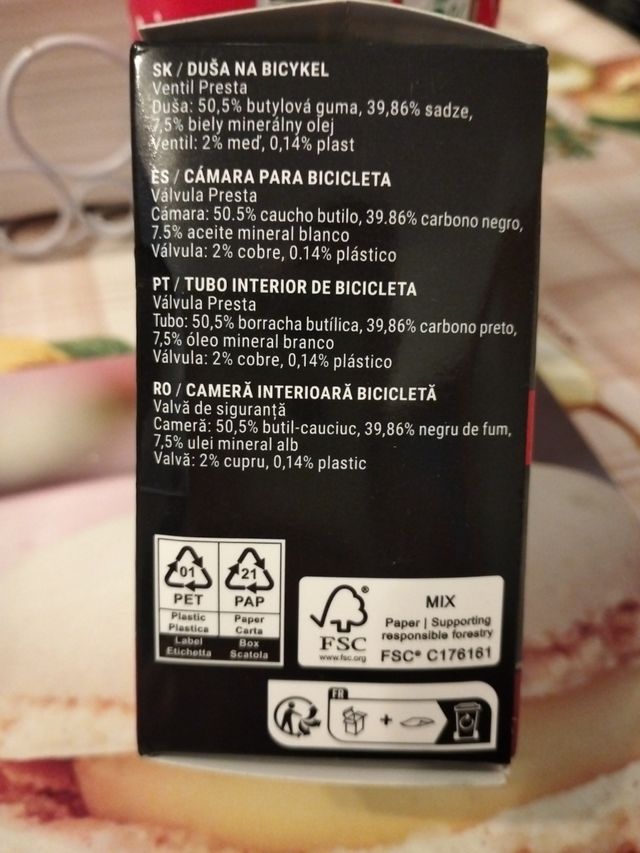 SK / DUŠA NA BICYKEL
Ventil Presta
Duša: 50,5% butylová guma, 39,86% sadze,
7,5% biely minerálny olej
Ventil: 2% meď, 0,14% plast
ES / CÁMARA PARA BICICLETA
Válvula Presta
Cámara: 50.5% caucho butilo, 39.86% carbono negro,
7.5% aceite mineral blanco
Válvula: 2% cobre, 0.14% plástico
PT / TUBO INTERIOR DE BICICLETA
Válvula Presta
Tubo: 50,5% borracha butílica, 39,86% carbono preto,
7,5% óleo mineral branco
Válvula: 2% cobre, 0,14% plástico
RO / CAMERĂ INTERIOARĂ BICICLETĂ
Valvă de siguranță
Cameră: 50,5% butil-cauciuc, 39,86% negru de fum,
7,5% ulei mineral alb
Valvă: 2% cupru, 0,14% plastic
01
PET
Plastic
Plastica
Label
Etichetta
21
PAP
Paper
Carta
Box
Scatola
FSC®
www.fsc.org
MIX
Paper | Supporting
responsible forestry
FSC® C176161
FR
+